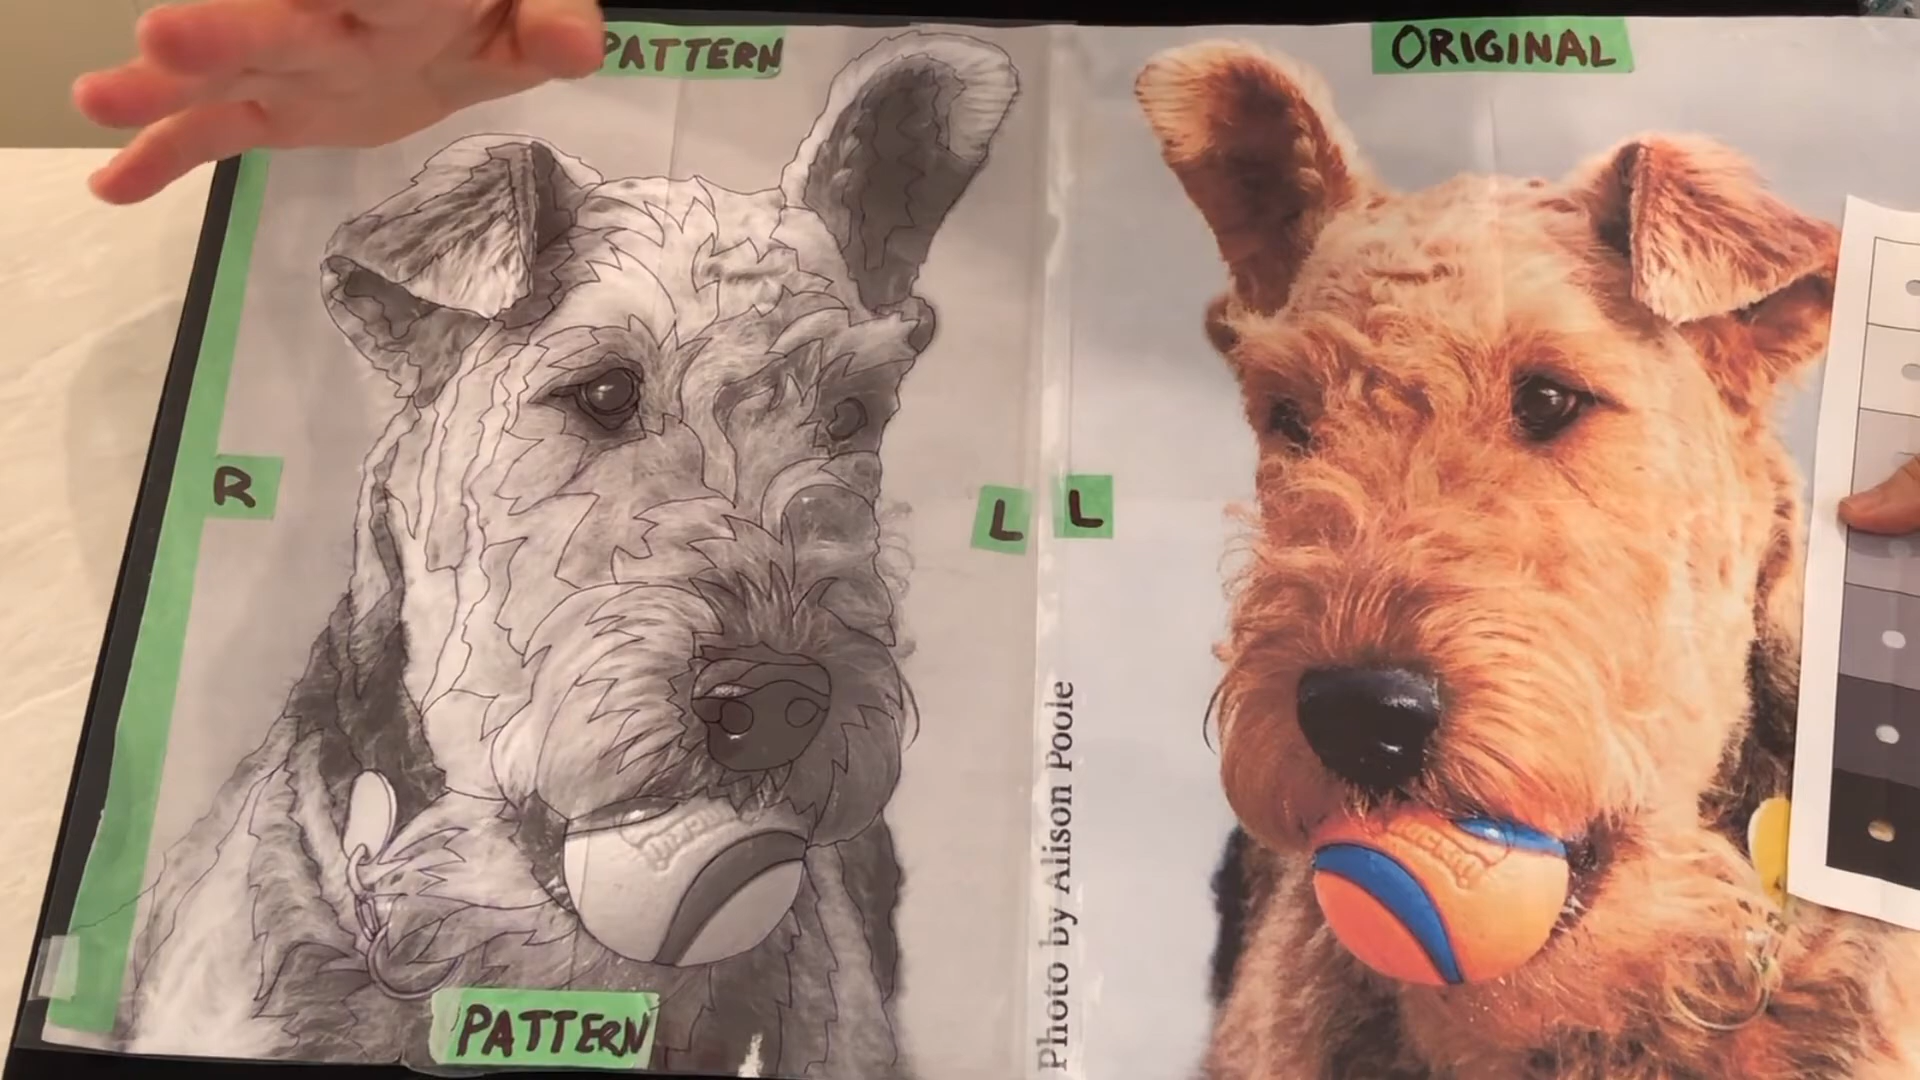 PATTERN
ORIGINAL
R
L
L
Photo by Alison Poole
PATTERN